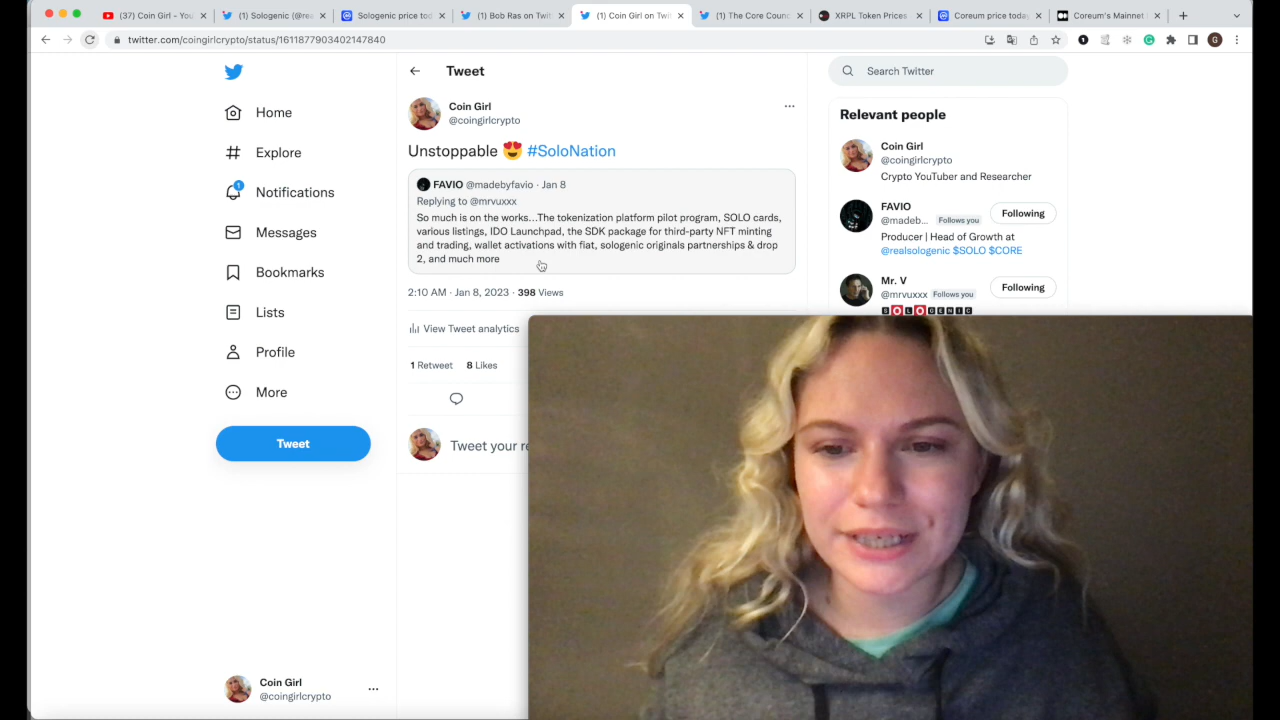 (37) Coin Girl - You
(1) Sologenic (@rea
Sologenic price tod
(1) Bob Ras on Twit
(1) Coin Girl on Twi
(1) The Core Counc
XRPL Token Prices
Coreum price today
Coreum's Mainnet
twitter.com/coingirlcrypto/status/1611877903402147840
G
Home
Explore
1
Notifications
Messages
Bookmarks
Lists
Profile
More
Tweet
Coin Girl
@coingirlcrypto
Tweet
Coin Girl
@coingirlcrypto
Unstoppable 😍 #SoloNation
FAVIO @madebyfavio · Jan 8
Replying to @mrvuxxx
So much is on the works...The tokenization platform pilot program, SOLO cards,
various listings, IDO Launchpad, the SDK package for third-party NFT minting
and trading, wallet activations with fiat, sologenic originals partnerships & drop
2, and much more
2:10 AM · Jan 8, 2023 · 398 Views
View Tweet analytics
1 Retweet 8 Likes
Tweet your re
Search Twitter
Relevant people
Coin Girl
@coingirlcrypto
Crypto YouTuber and Researcher
FAVIO
@madeb... Follows you
Following
Producer | Head of Growth at
@realsologenic $SOLO $CORE
Mr. V
@mrvuxxx Follows you
Following
SOLOGENIC